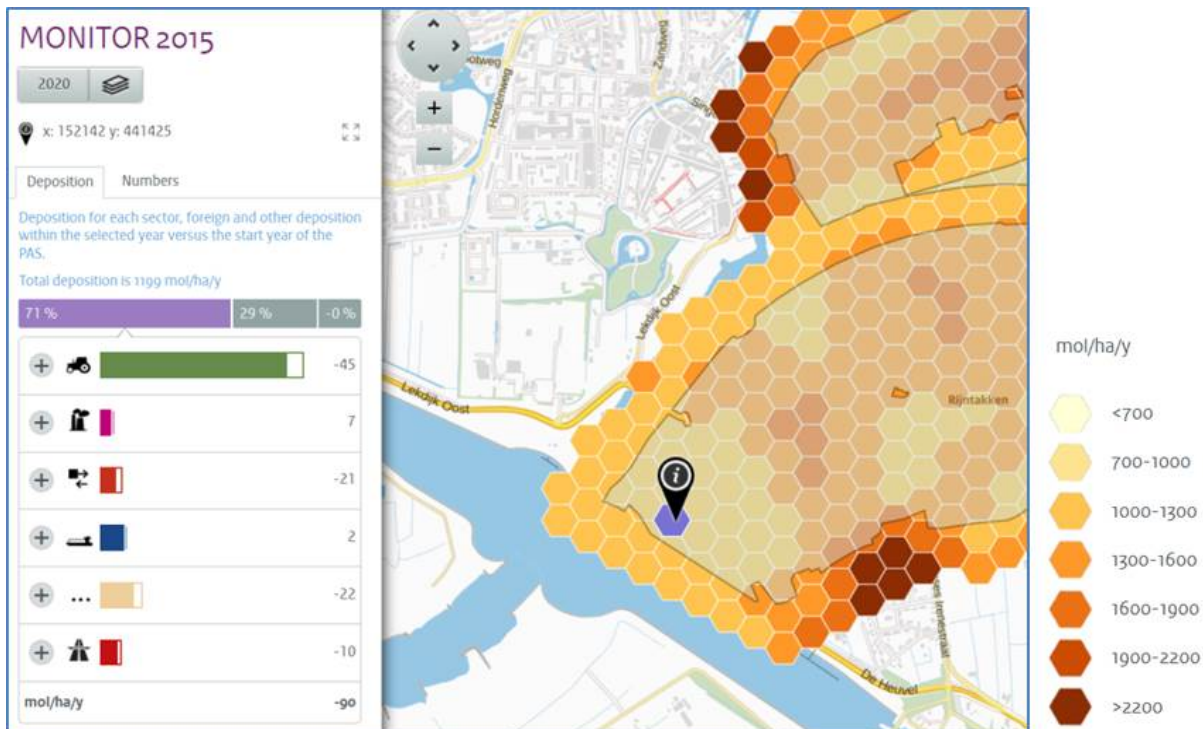 MONITOR 2015
2020
x: 152142 y: 441425
Deposition
Numbers
Deposition for each sector, foreign and other deposition
within the selected year versus the start year of the
PAS.
Total deposition is 1199 mol/ha/y
71 %
29 %
-0 %
-45
7
-21
2
...
-22
-10
mol/ha/y
-90
Hordenweg
Zandweg
Lekdijk Oost
Lekdijk Oost
Rijntakken
De Heuvel
mol/ha/y
<700
700-1000
1000-1300
1300-1600
1600-1900
1900-2200
>2200